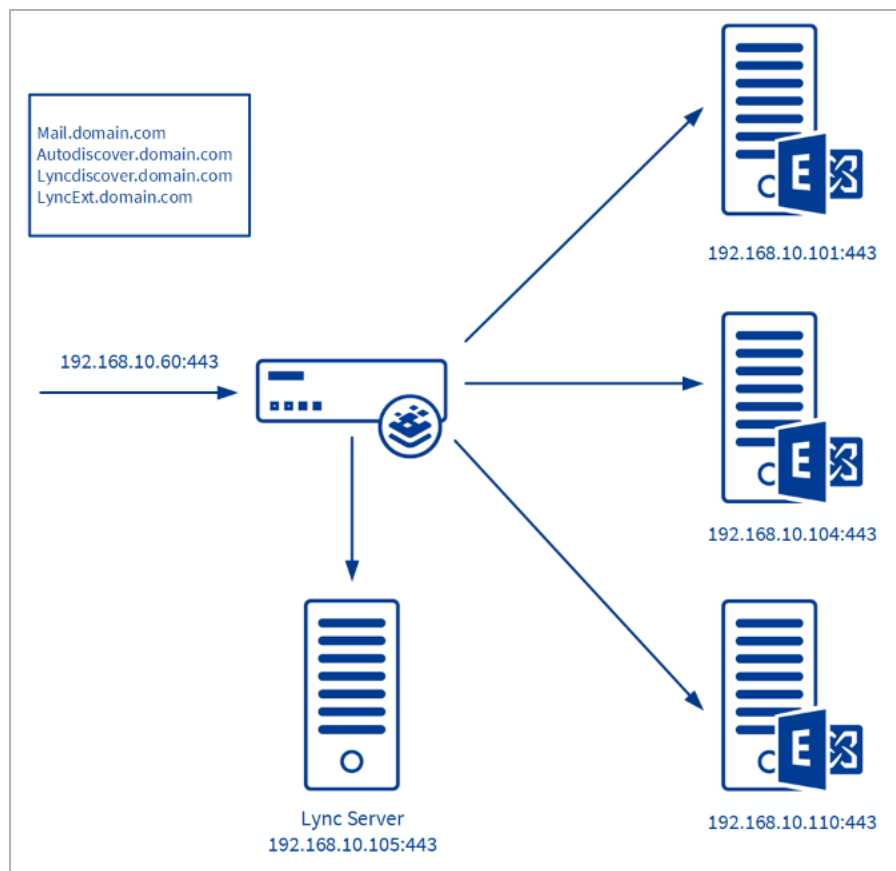 Mail.domain.com
Autodiscover.domain.com
Lyncdiscover.domain.com
LyncExt.domain.com
192.168.10.60:443
E
192.168.10.101:443
E
192.168.10.104:443
E
192.168.10.110:443
Lync Server
192.168.10.105:443